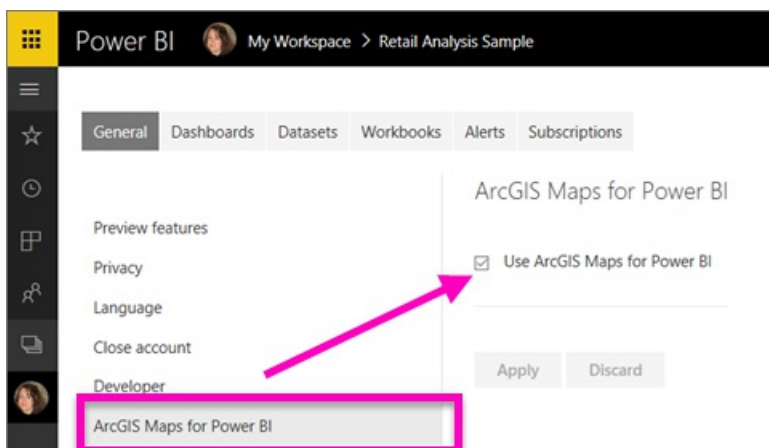 Power BI My Workspace > Retail Analysis Sample
General Dashboards Datasets Workbooks Alerts Subscriptions
ArcGIS Maps for Power BI
Preview features
Use ArcGIS Maps for Power BI
Privacy
Language
Close account
Apply Discard
Developer
ArcGIS Maps for Power BI